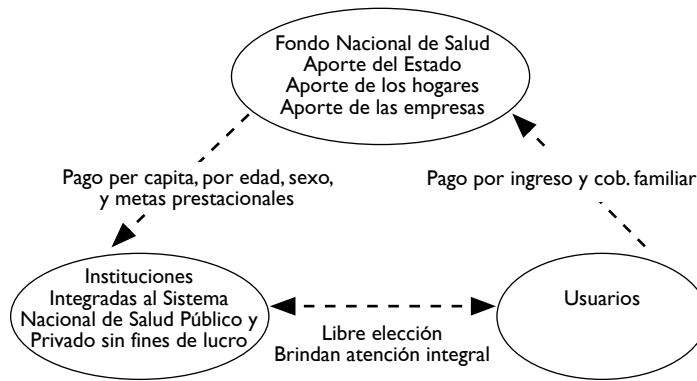 Fondo Nacional de Salud
Aporte del Estado
Aporte de los hogares
Aporte de las empresas
Pago per capita, por edad, sexo,
y metas prestacionales
Pago por ingreso y cob. familiar
Instituciones
Integradas al Sistema
Nacional de Salud Público y
Privado sin fines de lucro
Usuarios
Libre elección
Brindan atención integral